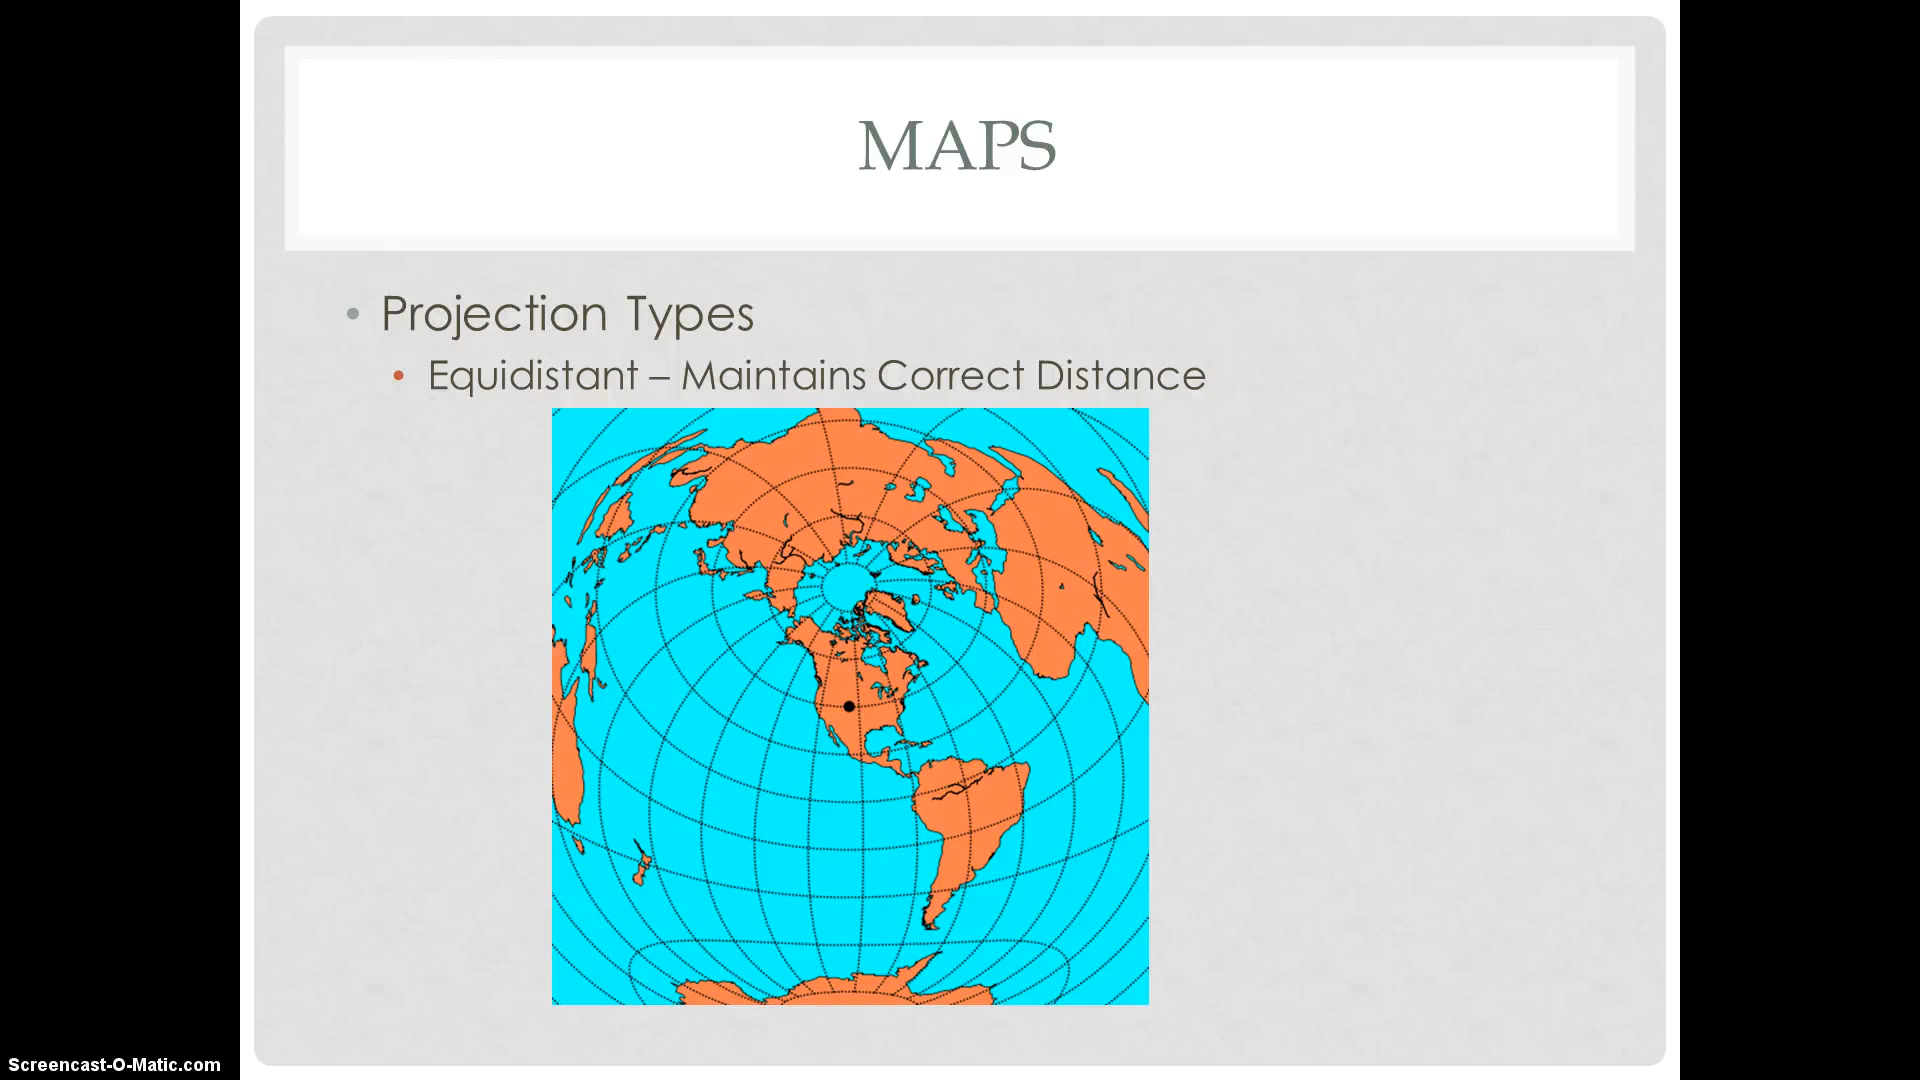 MAPS
• Projection Types
• Equidistant – Maintains Correct Distance
Screencast-O-Matic.com